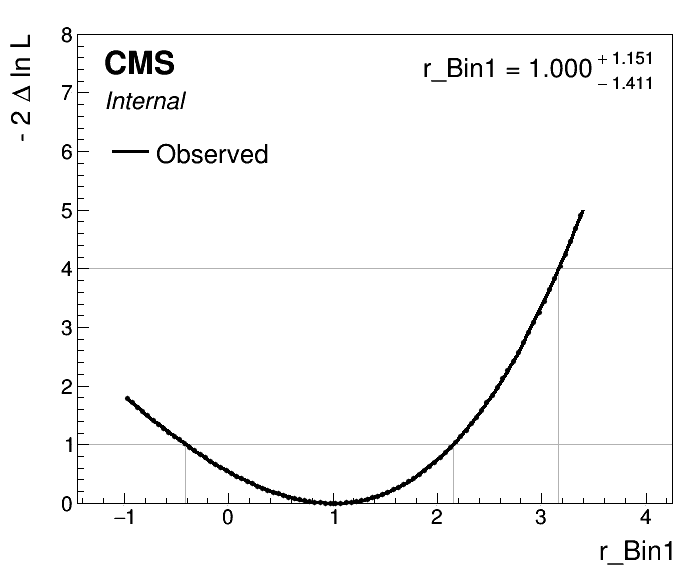 - 2 Δ ln L
8
7
6
5
4
3
2
1
0
CMS
Internal
Observed
r_Bin1 = 1.000 +1.151 −1.411
−1 0 1 2 3 4
r_Bin1